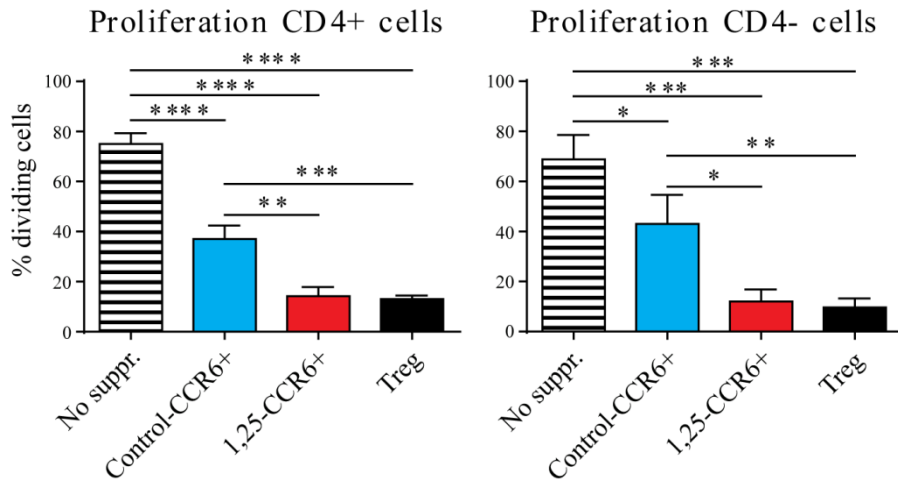 Proliferation CD4+ cells
% dividing cells
100
80
60
40
20
0
****
****
****
***
**
No suppr.
Control-CCR6+
1,25-CCR6+
Treg
Proliferation CD4- cells
100
80
60
40
20
0
***
***
*
**
*
No suppr.
Control-CCR6+
1,25-CCR6+
Treg